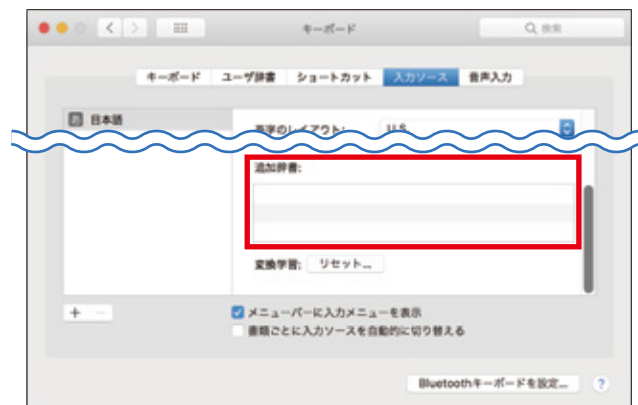 キーボード
検索
キーボード ユーザ辞書 ショートカット 入力ソース 音声入力
日本語
英字のレイアウト: U.S.
追加辞書:
変換学習: リセット...
+ −
メニューバーに入力メニューを表示
書類ごとに入力ソースを自動的に切り替える
Bluetoothキーボードを設定... ?